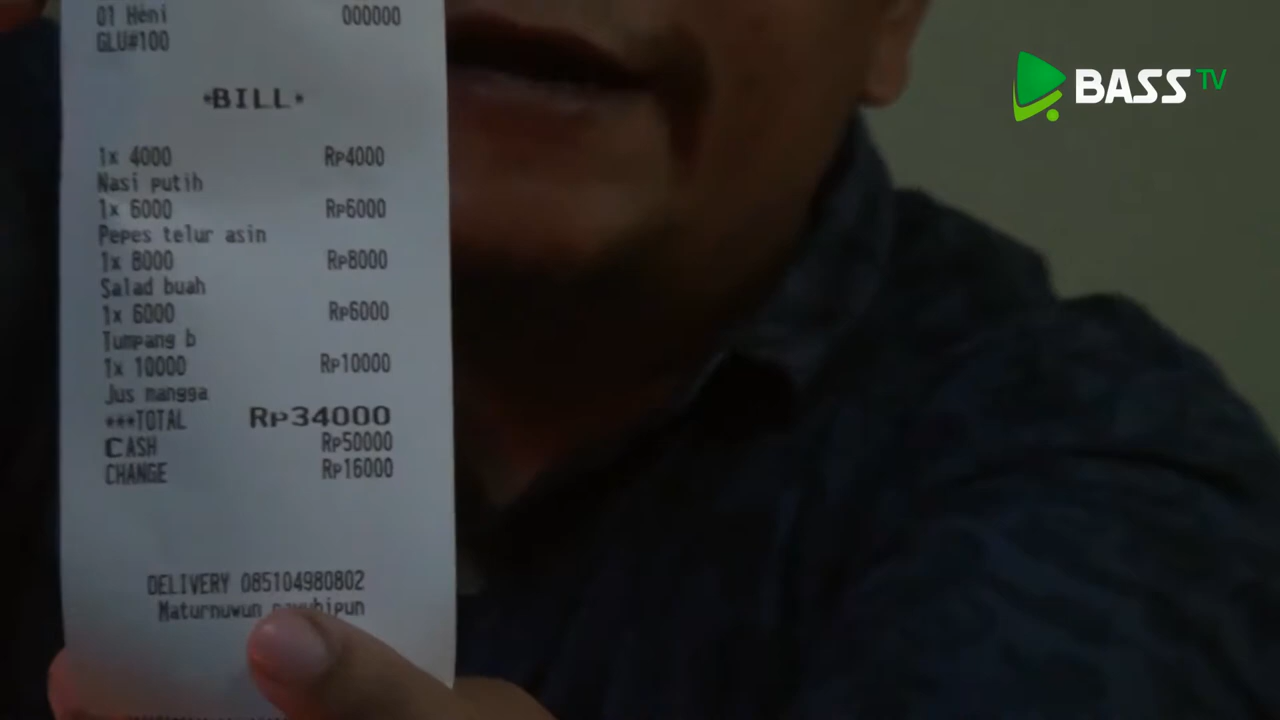 01 Heni 000000
GLU#100
*BILL*
1x 4000 Rp4000
Nasi putih
1x 6000 Rp6000
Pepes telur asin
1x 8000 Rp8000
Salad buah
1x 6000 Rp6000
Tumpang b
1x 10000 Rp10000
Jus mangga
***TOTAL Rp34000
CASH Rp50000
CHANGE Rp16000
DELIVERY 085104980802
Maturnuwun
BASS TV